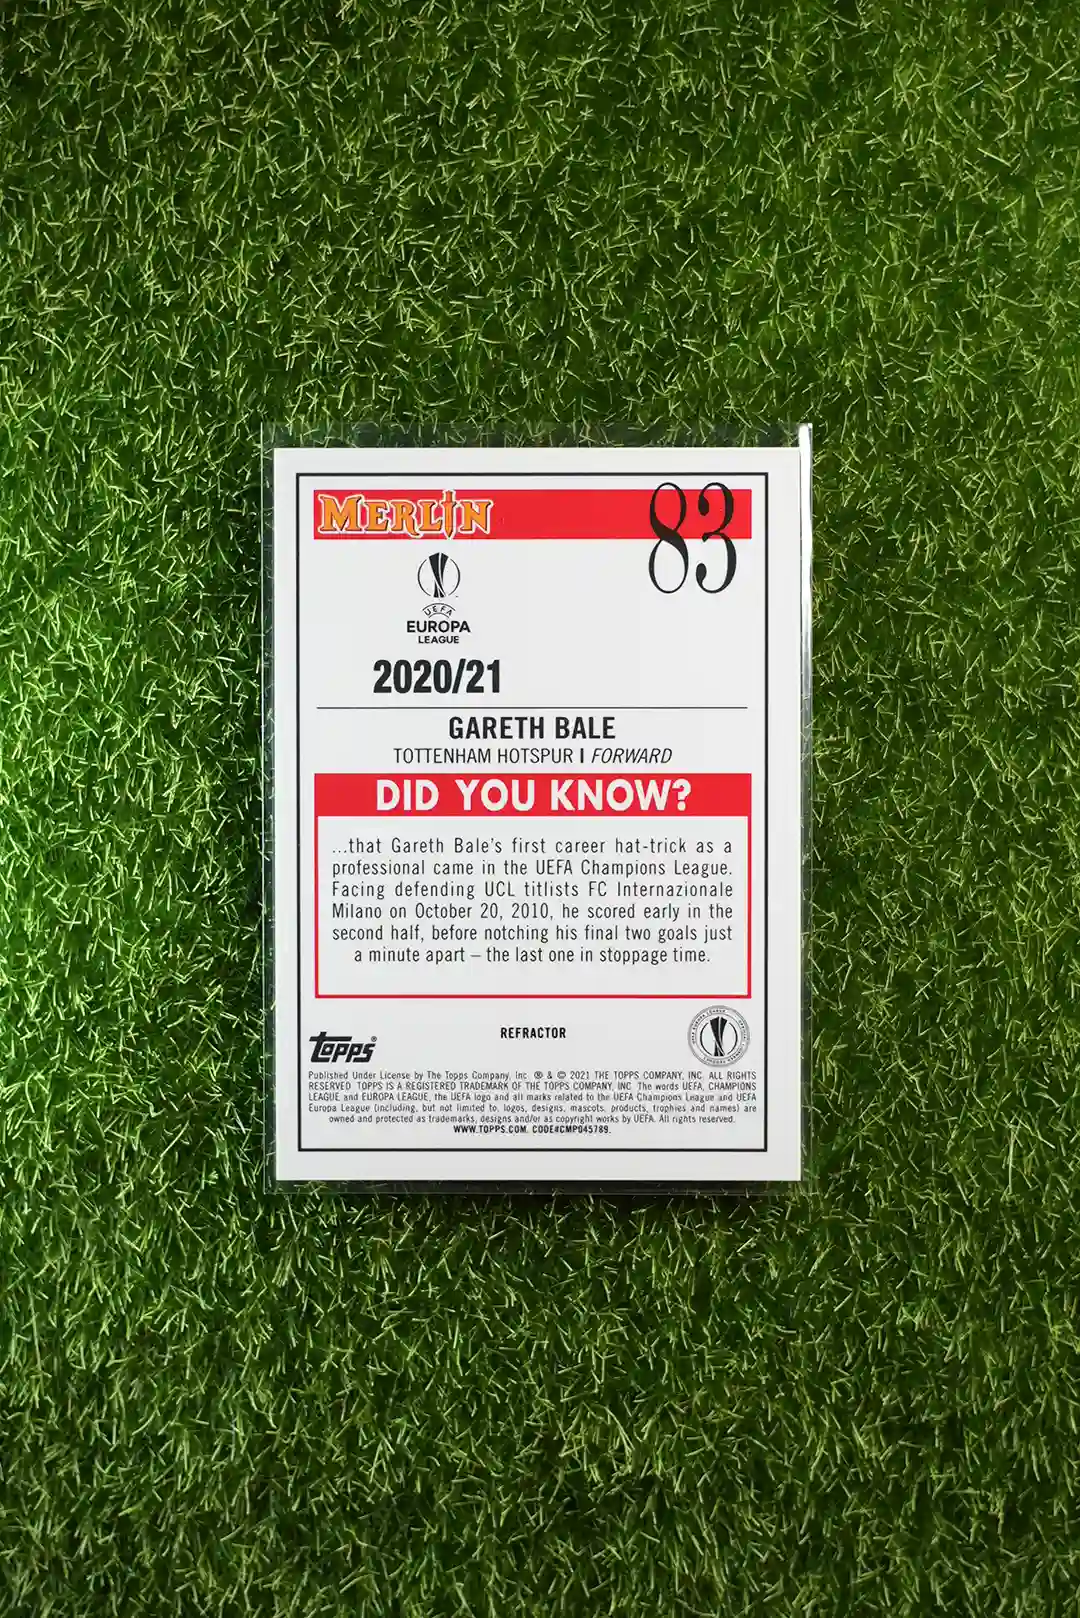 MERLIN
83
UEFA
EUROPA
LEAGUE
2020/21
GARETH BALE
TOTTENHAM HOTSPUR | FORWARD
DID YOU KNOW?
...that Gareth Bale's first career hat-trick as a
professional came in the UEFA Champions League.
Facing defending UCL titlists FC Internazionale
Milano on October 20, 2010, he scored early in the
second half, before notching his final two goals just
a minute apart – the last one in stoppage time.
REFRACTOR
Topps®
Published Under License by The Topps Company, Inc. ® & © 2021 THE TOPPS COMPANY, INC. ALL RIGHTS
RESERVED. TOPPS IS A REGISTERED TRADEMARK OF THE TOPPS COMPANY, INC. The words UEFA, CHAMPIONS
LEAGUE and EUROPA LEAGUE, the UEFA logo and all marks related to the UEFA Champions League and UEFA
Europa League (including, but not limited to, logos, designs, mascots, products, trophies and names) are
owned and protected as trademarks, designs and/or as copyright works by UEFA. All rights reserved.
WWW.TOPPS.COM. CODE#CMP045789.